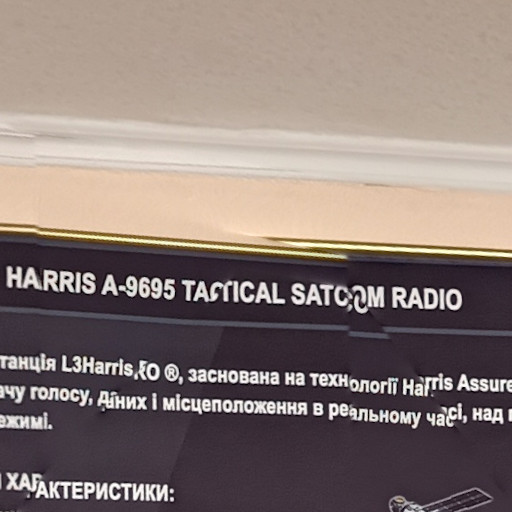 HARRIS A-9695 TACTICAL SATCOM RADIO
танція L3Harris, ®, заснована на технології Harris Assure
ачу голосу, даних і місцеположення в реальному часі, над
ежимі.
ХАРАКТЕРИСТИКИ: